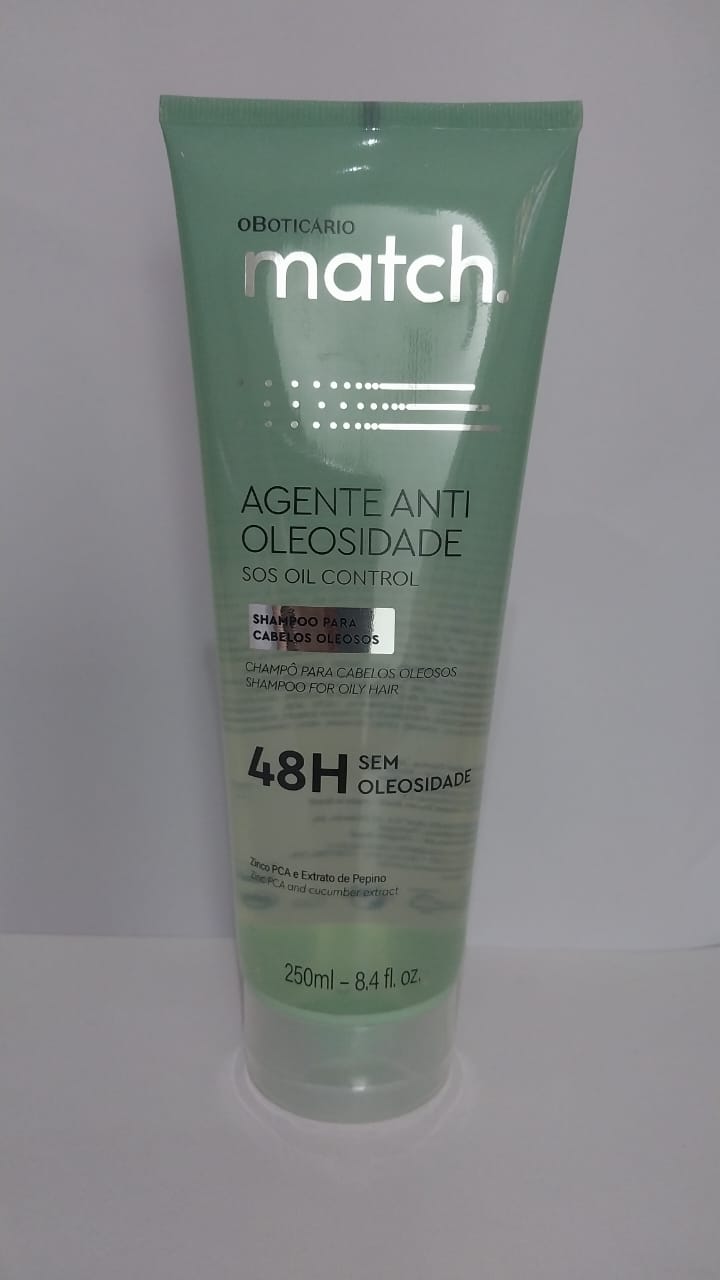 oBOTICÁRIO
match.
AGENTE ANTI
OLEOSIDADE
SOS OIL CONTROL
SHAMPOO PARA
CABELOS OLEOSOS
CHAMPÔ PARA CABELOS OLEOSOS
SHAMPOO FOR OILY HAIR
48H SEM
OLEOSIDADE
Zinco PCA e Extrato de Pepino
Zinc PCA and cucumber extract
250ml – 8.4 fl. oz.